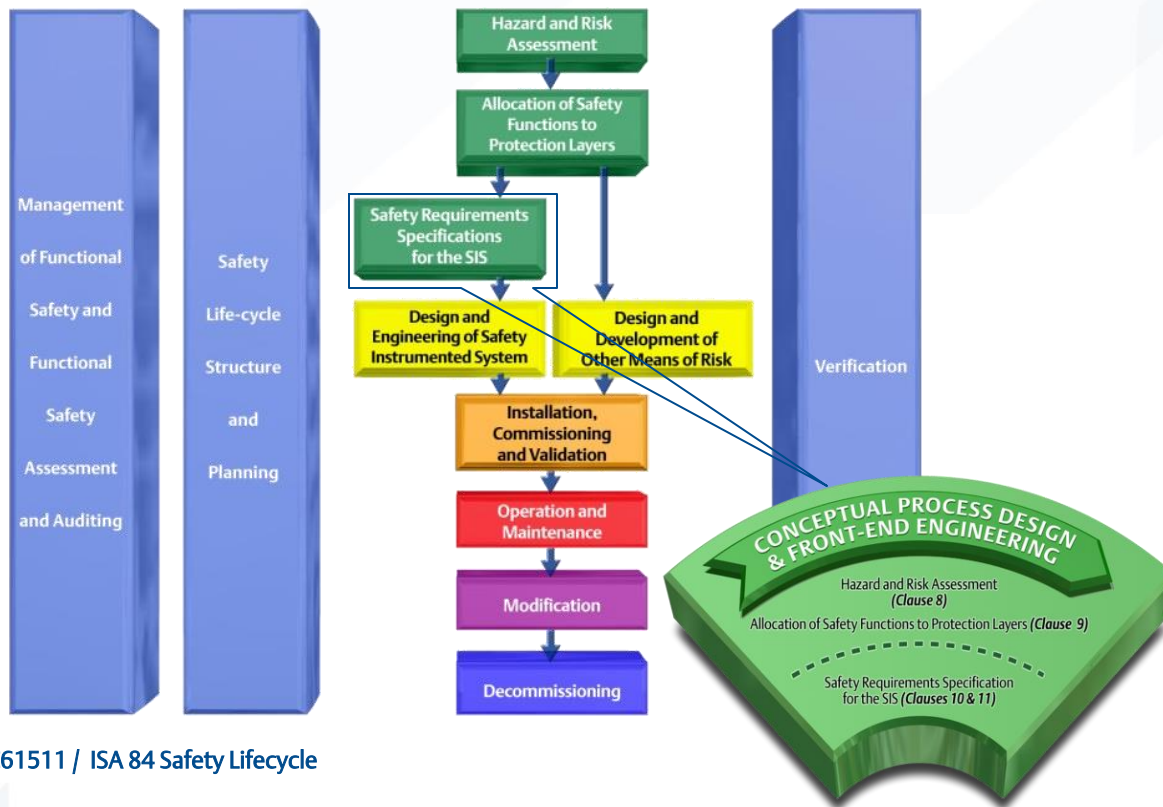 Management
of Functional
Safety and
Functional
Safety
Assessment
and Auditing
Safety
Life-cycle
Structure
and
Planning
Hazard and Risk
Assessment
Allocation of Safety
Functions to
Protection Layers
Safety Requirements
Specifications
for the SIS
Design and
Engineering of Safety
Instrumented System
Design and
Development of
Other Means of Risk
Installation,
Commissioning
and Validation
Operation and
Maintenance
Modification
Decommissioning
Verification
CONCEPTUAL PROCESS DESIGN
& FRONT-END ENGINEERING
Hazard and Risk Assessment
(Clause 8)
Allocation of Safety Functions to Protection Layers (Clause 9)
Safety Requirements Specification
for the SIS (Clauses 10 & 11)
61511 / ISA 84 Safety Lifecycle